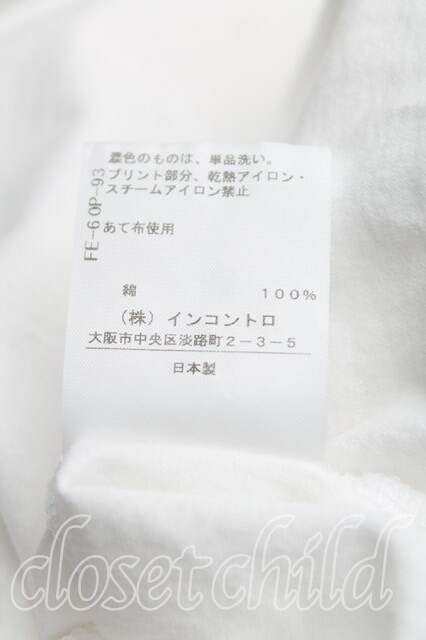 濃色のものは、単品洗い。
プリント部分、乾熱アイロン・
スチームアイロン禁止
FE-60P-93
あて布使用
綿 100%
（株）インコントロ
大阪市中央区淡路町2-3-5
日本製
closet child